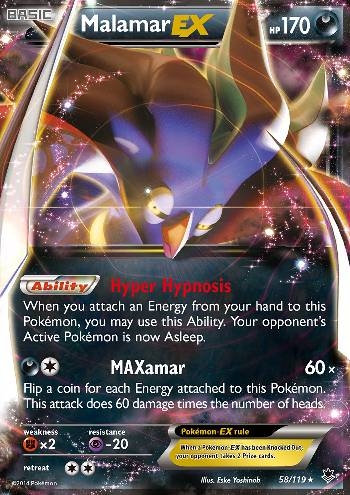 BASIC
Malamar EX HP 170
Ability Hyper Hypnosis
When you attach an Energy from your hand to this
Pokémon, you may use this Ability. Your opponent's
Active Pokémon is now Asleep.
MAXamar 60×
Flip a coin for each Energy attached to this Pokémon.
This attack does 60 damage times the number of heads.
weakness resistance
×2 -20
retreat
Pokémon-EX rule
When a Pokémon-EX has been Knocked Out,
your opponent takes 2 Prize cards.
©2014 Pokémon
Illus. Eske Yoshinob 58/119 ★